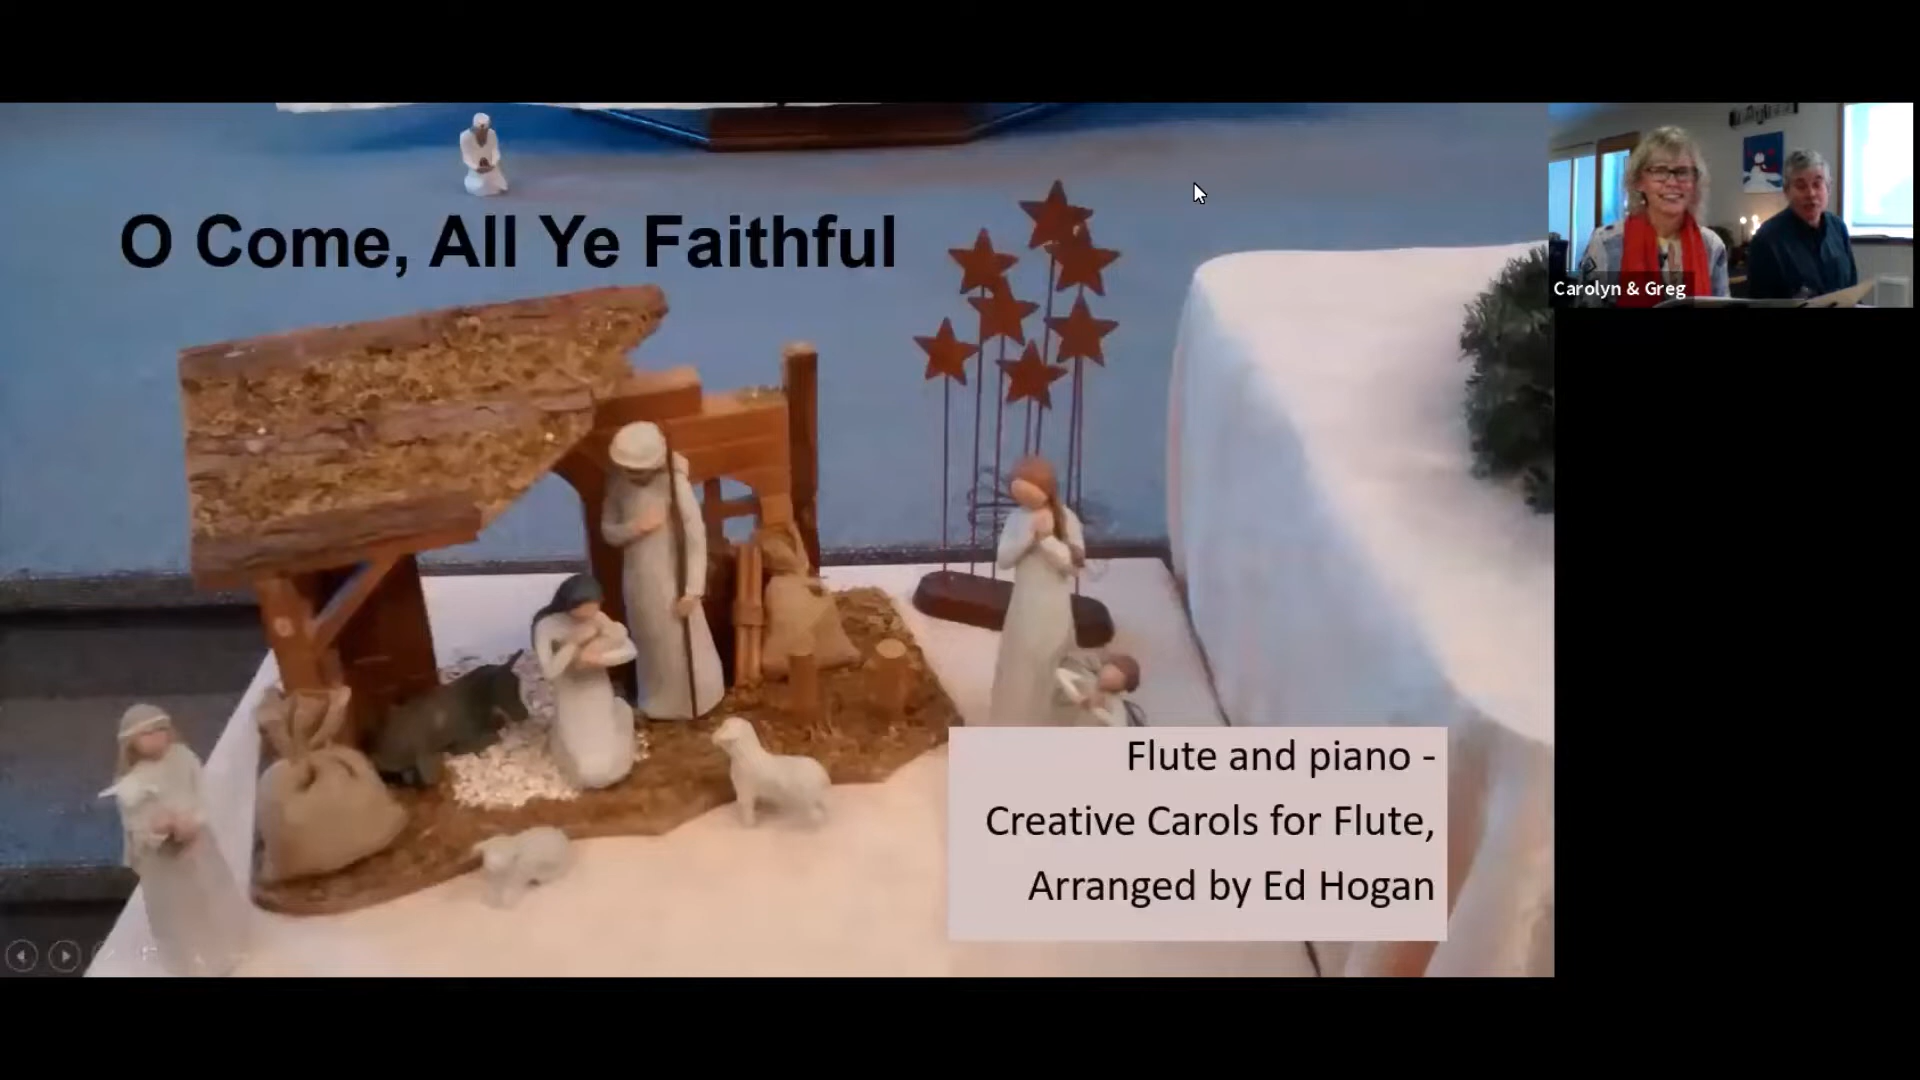 O Come, All Ye Faithful
Carolyn & Greg
Flute and piano -
Creative Carols for Flute,
Arranged by Ed Hogan